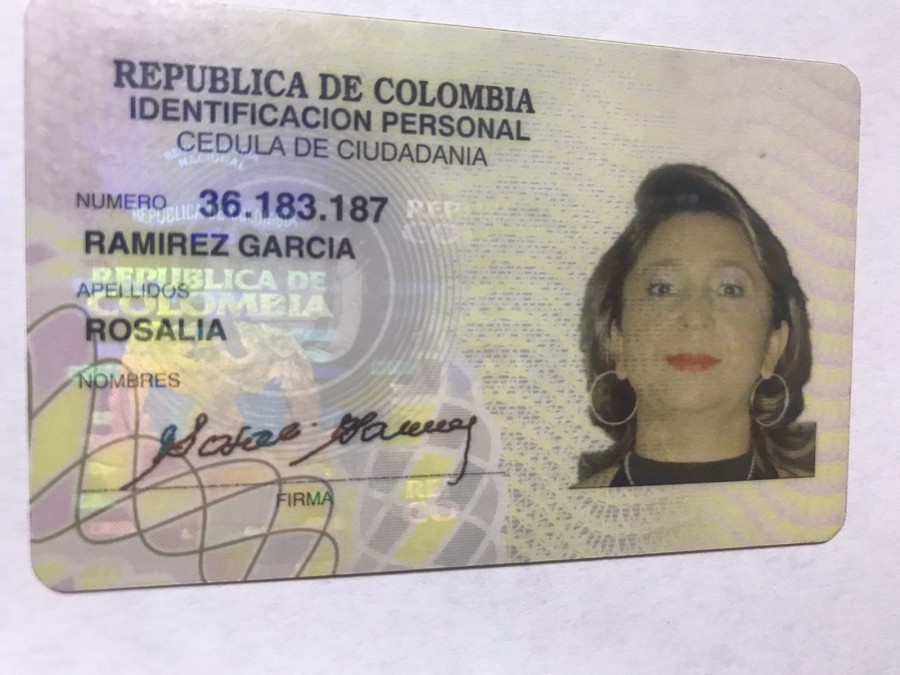 REPUBLICA DE COLOMBIA
IDENTIFICACION PERSONAL
CEDULA DE CIUDADANIA
NUMERO 36.183.187
RAMIREZ GARCIA
REPUBLICA DE
COLOMBIA
APELLIDOS
ROSALIA
NOMBRES
FIRMA